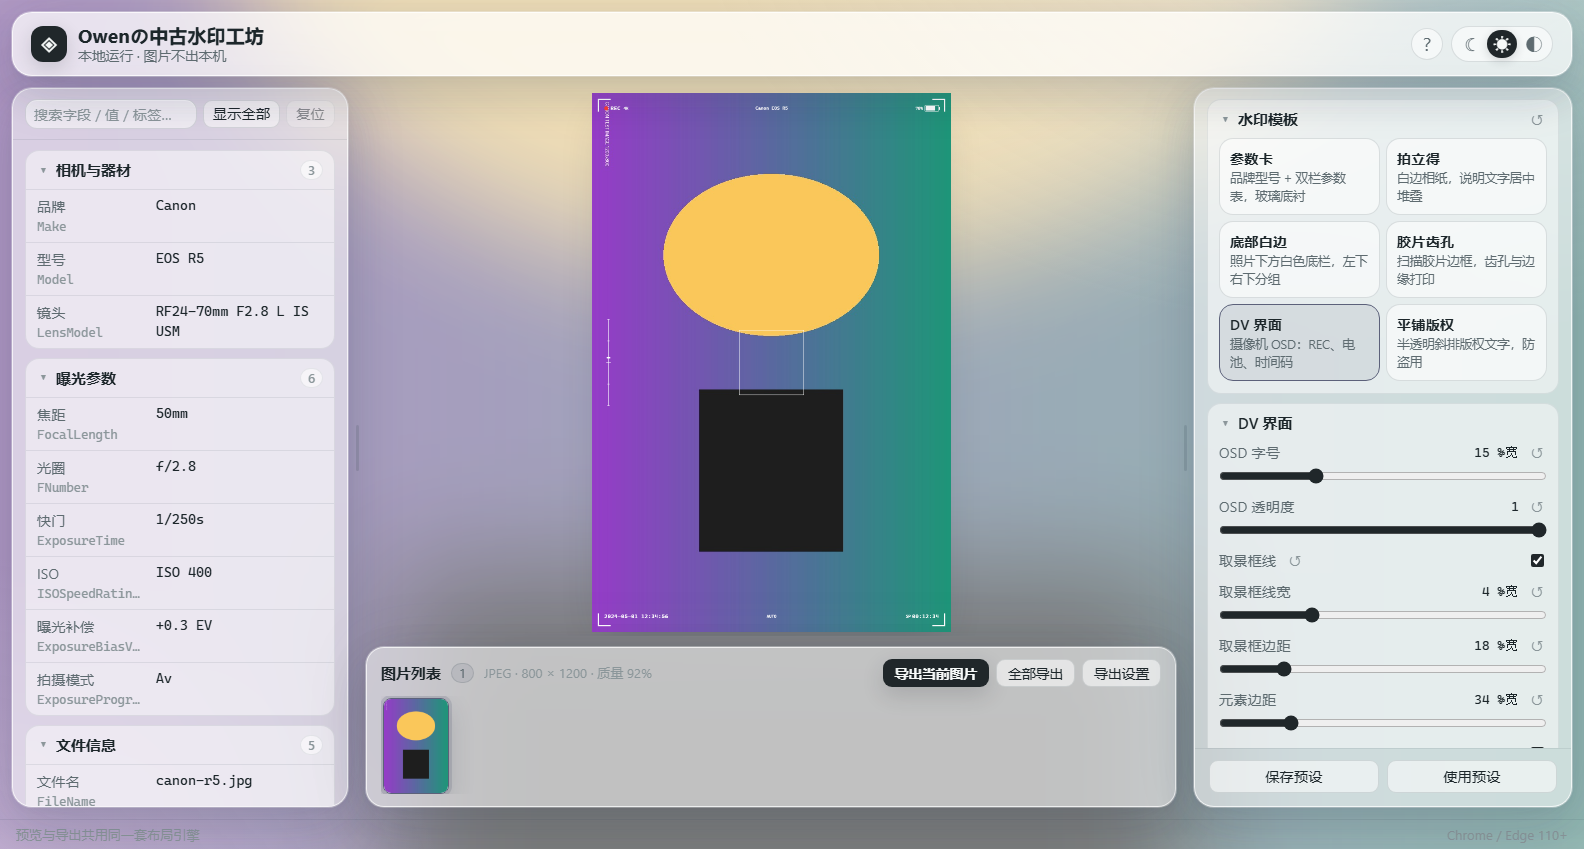 Owenの中古水印工坊
本地运行 · 图片不出本机
?
搜索字段 / 值 / 标签...
显示全部
复位
相机与器材
3
品牌
Canon
Make
型号
EOS R5
Model
镜头
RF24-70mm F2.8 L IS
USM
LensModel
曝光参数
6
焦距
50mm
FocalLength
光圈
f/2.8
FNumber
快门
1/250s
ExposureTime
ISO
ISO 400
ISOSpeedRatin…
曝光补偿
+0.3 EV
ExposureBiasV…
拍摄模式
Av
ExposureProgr…
文件信息
5
文件名
canon-r5.jpg
FileName
REC 4K
Canon EOS R5
2024-05-01 12:34:56
AUTO
图片列表
1
JPEG · 800 × 1200 · 质量 92%
导出当前图片
全部导出
导出设置
水印模板
参数卡
品牌型号 + 双栏参数
表，玻璃底衬
拍立得
白边相纸，说明文字居中
堆叠
底部白边
照片下方白色底栏，左下
右下分组
胶片齿孔
扫描胶片边框，齿孔与边
缘打印
DV 界面
摄像机 OSD：REC、电
池、时间码
平铺版权
半透明斜排版权文字，防
盗用
DV 界面
OSD 字号
15 ‰宽
OSD 透明度
1
取景框线
取景框线宽
4 ‰宽
取景框边距
18 ‰宽
元素边距
34 ‰宽
保存预设
使用预设
预览与导出共用同一套布局引擎
Chrome / Edge 110+